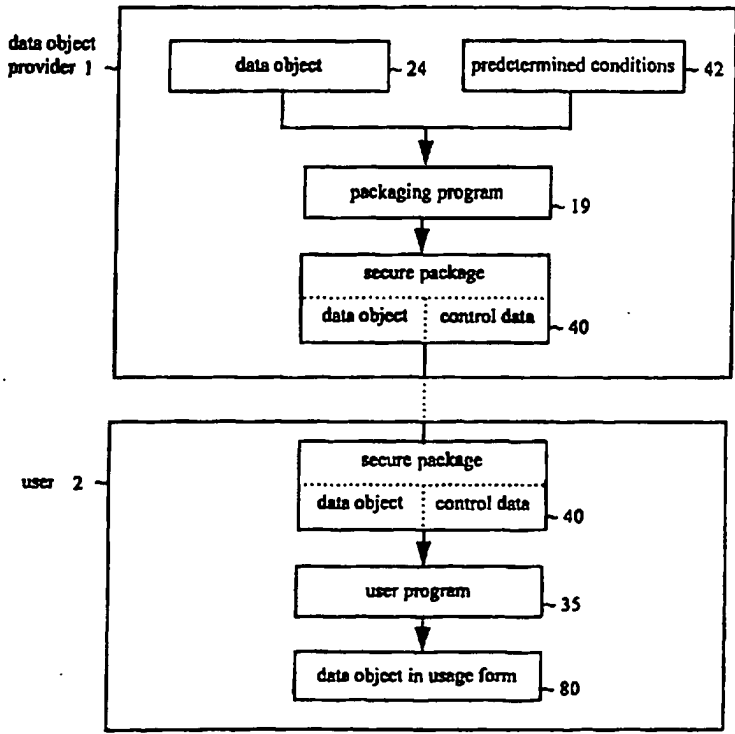 data object
provider 1
data object
24
predetermined conditions
42
packaging program
19
secure package
data object
control data
40
user 2
secure package
data object
control data
40
user program
35
data object in usage form
80